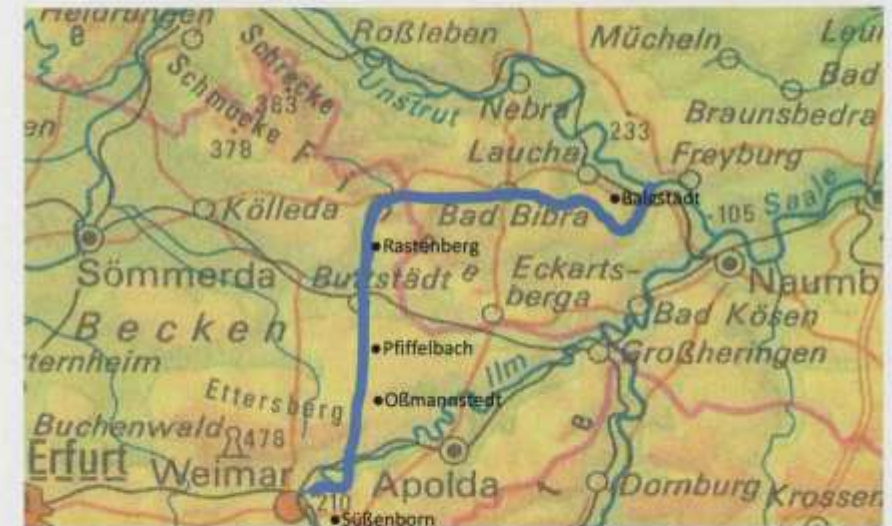 Heldrungen
Roßleben
Mücheln
Leu
Bad
Schrecke
Schmücke
383
378
F
Unstrut
Nebra
Braunsbedra
233
en
Laucha
Freyburg
Saale
Kölleda
Bad Bibra
Balgstädt
105
Rastenberg
Sömmerda
Buttstädt
Eckarts-
berga
Naumb
Becken
Bad Kösen
Pfiffelbach
Großheringen
ternheim
Ilm
Ettersberg
Oßmannstedt
Buchenwald
478
Erfurt
Weimar
Apolda
Dornburg
Krossen
210
Süßenborn